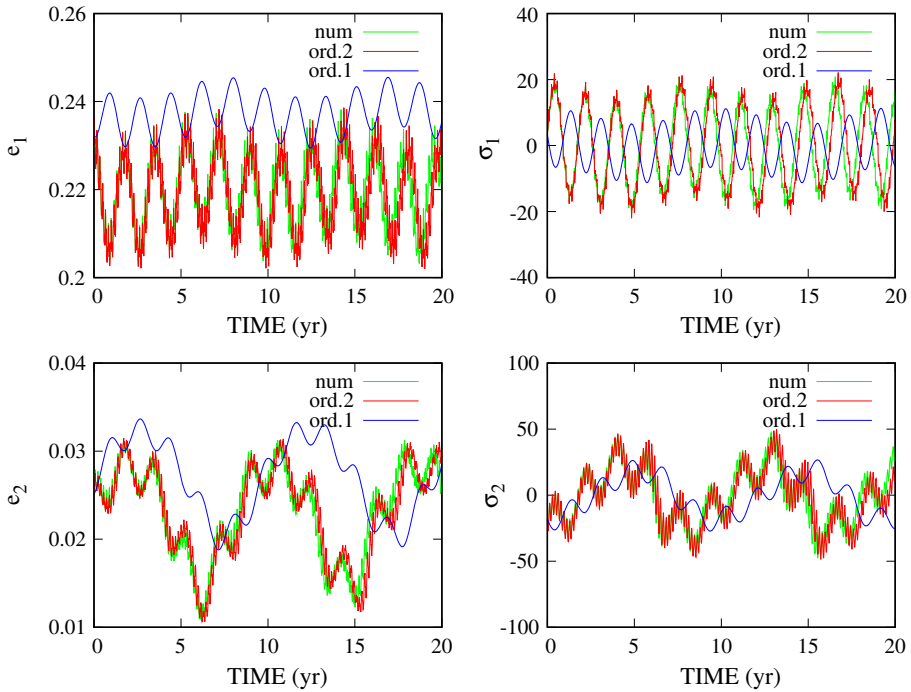 0.26
0.24
0.22
0.2
e1
num
ord.2
ord.1
0 5 10 15 20
TIME (yr)
40
20
0
-20
-40
σ1
num
ord.2
ord.1
0 5 10 15 20
TIME (yr)
0.04
0.03
0.02
0.01
e2
num
ord.2
ord.1
0 5 10 15 20
TIME (yr)
100
50
0
-50
-100
σ2
num
ord.2
ord.1
0 5 10 15 20
TIME (yr)